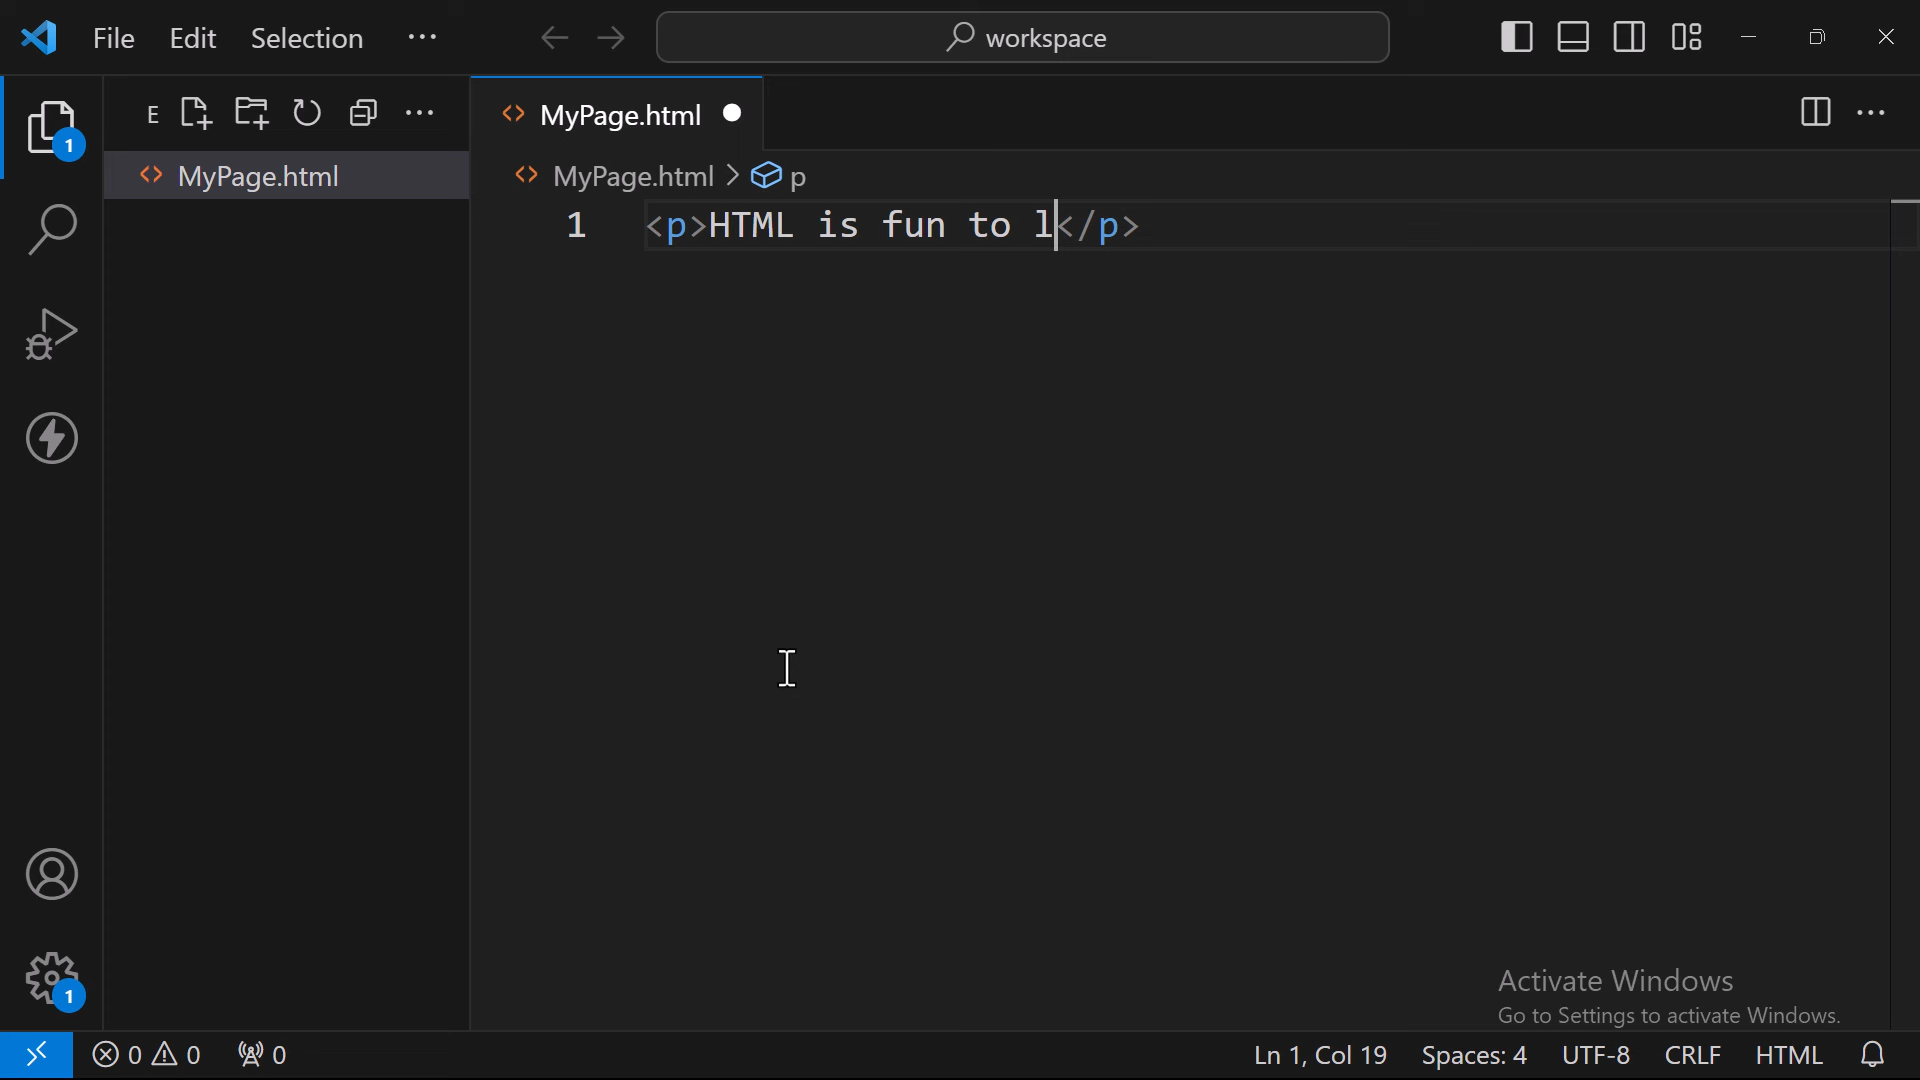 File Edit Selection ··· workspace
E MyPage.html
MyPage.html
MyPage.html > p
1 <p>HTML is fun to l</p>
1
1
Activate Windows
Go to Settings to activate Windows.
0 0 0 Ln 1, Col 19 Spaces: 4 UTF-8 CRLF HTML